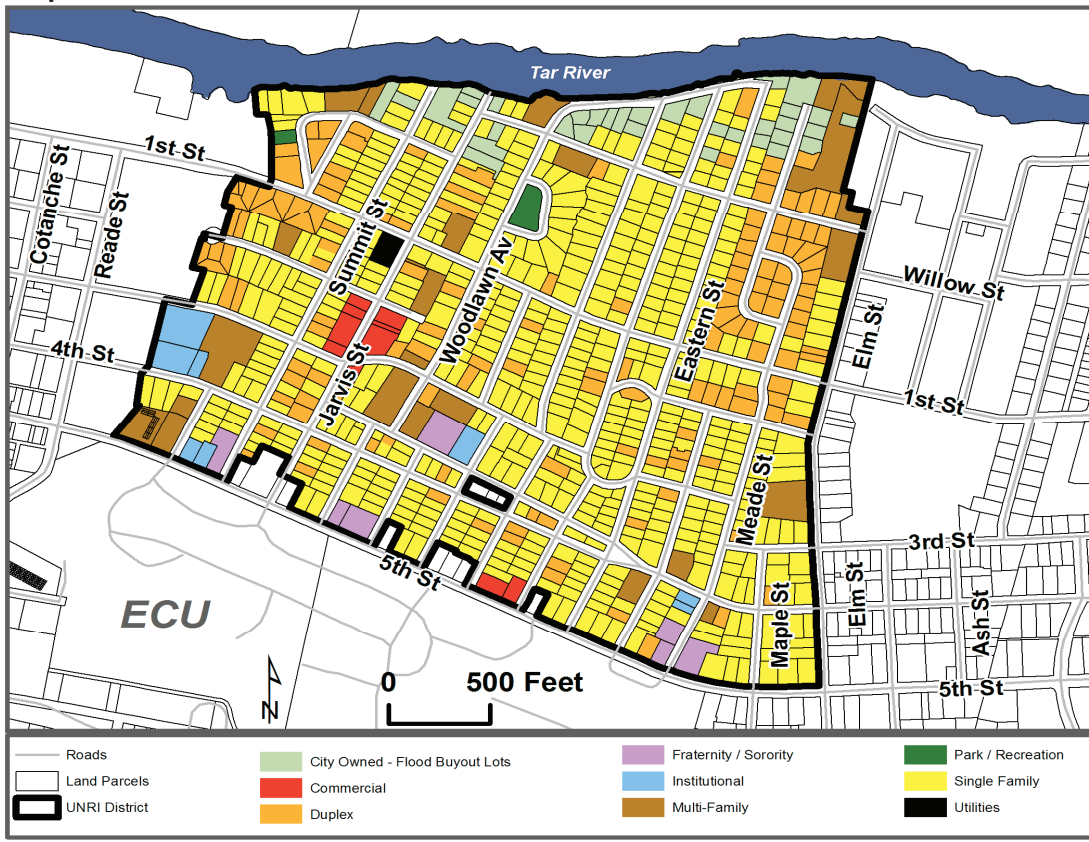 Tar River
1st St
Cotanche St
Reade St
Summit St
Woodlawn Av
Willow St
Eastern St
Elm St
4th St
Jarvis St
1st St
Meade St
3rd St
5th St
Elm St
Ash St
Maple St
ECU
5th St
N
0 500 Feet
Roads
Land Parcels
UNRI District
City Owned - Flood Buyout Lots
Commercial
Duplex
Fraternity / Sorority
Institutional
Multi-Family
Park / Recreation
Single Family
Utilities